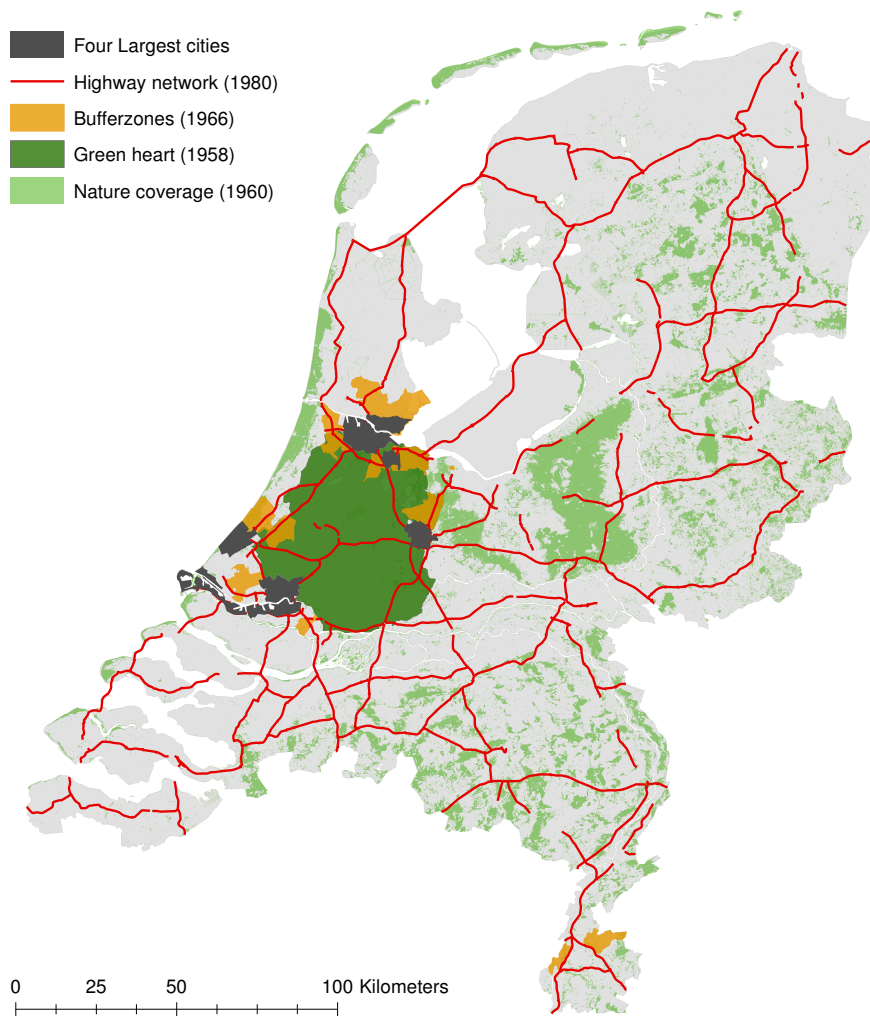 Four Largest cities
Highway network (1980)
Bufferzones (1966)
Green heart (1958)
Nature coverage (1960)
0 25 50 100 Kilometers